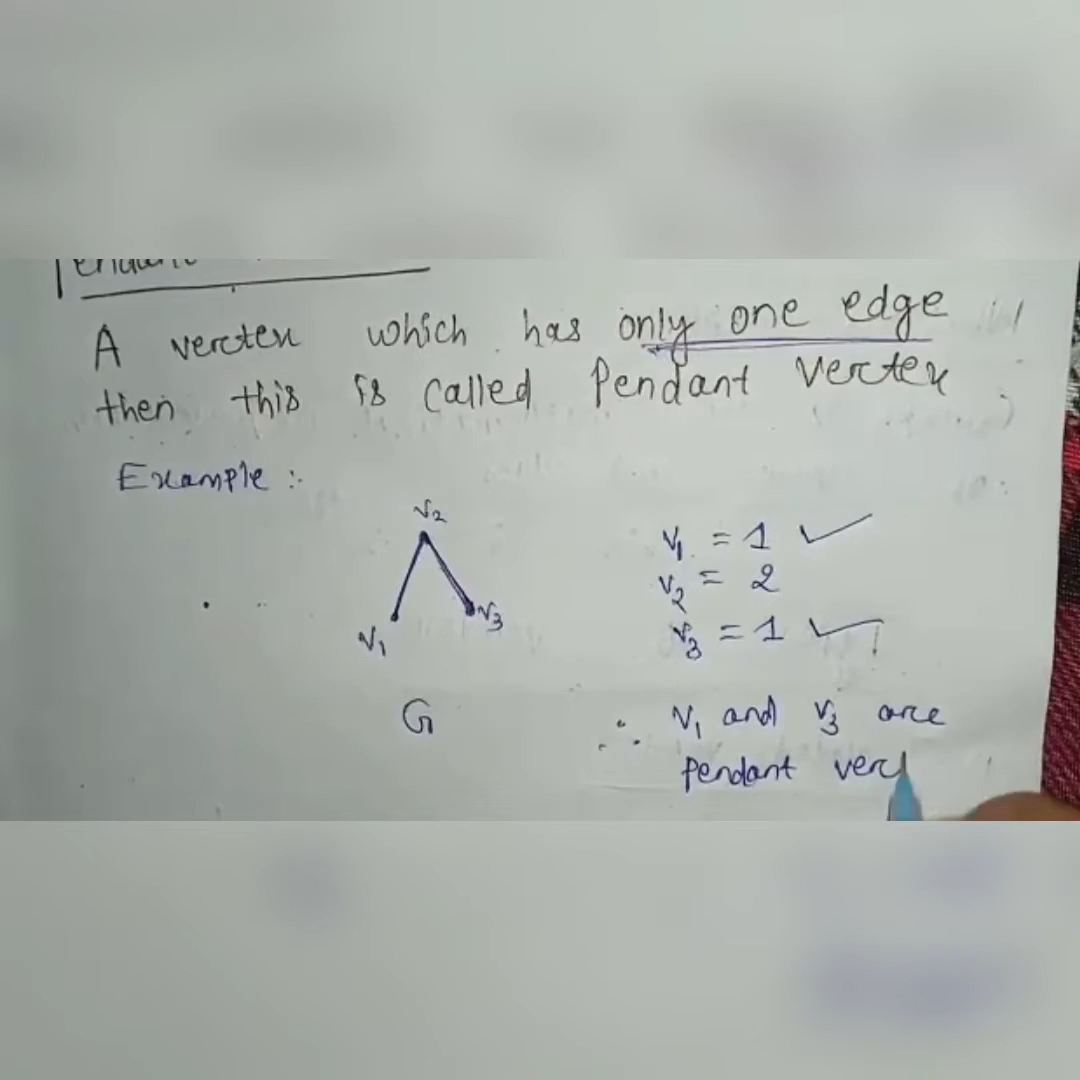 A vertex which has only one edge
then this is called Pendant vertex
Example :-
V2
V1
V3
G
V1 = 1 ✓
V2 = 2
V3 = 1 ✓
∴ V1 and V3 are
Pendant ver